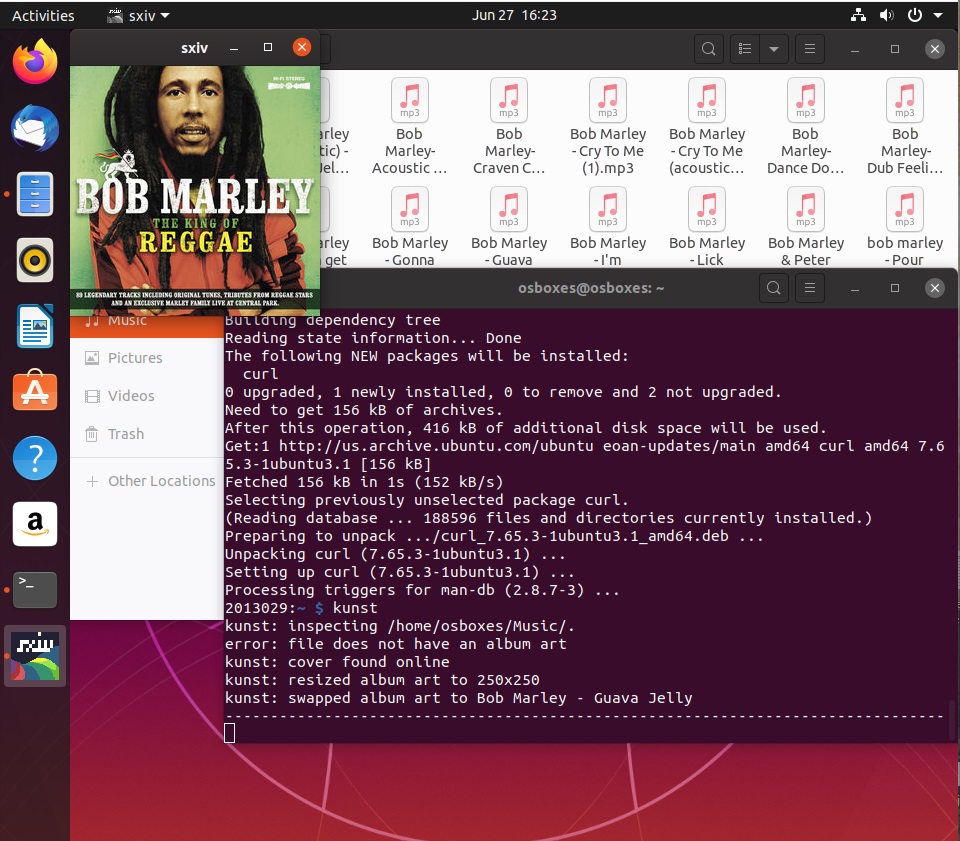 Activities
sxiv
Jun 27 16:23
sxiv
HI-FI STEREO
BOB MARLEY
THE KING OF
REGGAE
89 LEGENDARY TRACKS INCLUDING ORIGINAL TUNES, TRIBUTES FROM REGGAE STARS
AND AN EXCLUSIVE MARLEY FAMILY LIVE AT CENTRAL PARK.
mp3
mp3
mp3
mp3
mp3
mp3
arley
tic) -
Jel...
Bob
Marley-
Acoustic ...
Bob
Marley-
Craven C...
Bob Marley
- Cry To Me
(1).mp3
Bob Marley
- Cry To Me
(acoustic...
Bob
Marley-
Dance Do...
Bob
Marley-
Dub Feeli...
mp3
mp3
mp3
mp3
mp3
mp3
arley
get
Bob Marley
- Gonna
Bob Marley
- Guava
Bob Marley
- I'm
Bob Marley
- Lick
Bob Marley
& Peter
bob marley
- Pour
Music
Pictures
Videos
Trash
+ Other Locations
osboxes@osboxes: ~
Building dependency tree
Reading state information... Done
The following NEW packages will be installed:
curl
0 upgraded, 1 newly installed, 0 to remove and 2 not upgraded.
Need to get 156 kB of archives.
After this operation, 416 kB of additional disk space will be used.
Get:1 http://us.archive.ubuntu.com/ubuntu eoan-updates/main amd64 curl amd64 7.6
5.3-1ubuntu3.1 [156 kB]
Fetched 156 kB in 1s (152 kB/s)
Selecting previously unselected package curl.
(Reading database ... 188596 files and directories currently installed.)
Preparing to unpack .../curl_7.65.3-1ubuntu3.1_amd64.deb ...
Unpacking curl (7.65.3-1ubuntu3.1) ...
Setting up curl (7.65.3-1ubuntu3.1) ...
Processing triggers for man-db (2.8.7-3) ...
2013029:~ $ kunst
kunst: inspecting /home/osboxes/Music/.
error: file does not have an album art
kunst: cover found online
kunst: resized album art to 250x250
kunst: swapped album art to Bob Marley - Guava Jelly
--------------------------------------------------------------------------------
?
a
>_
sxiv